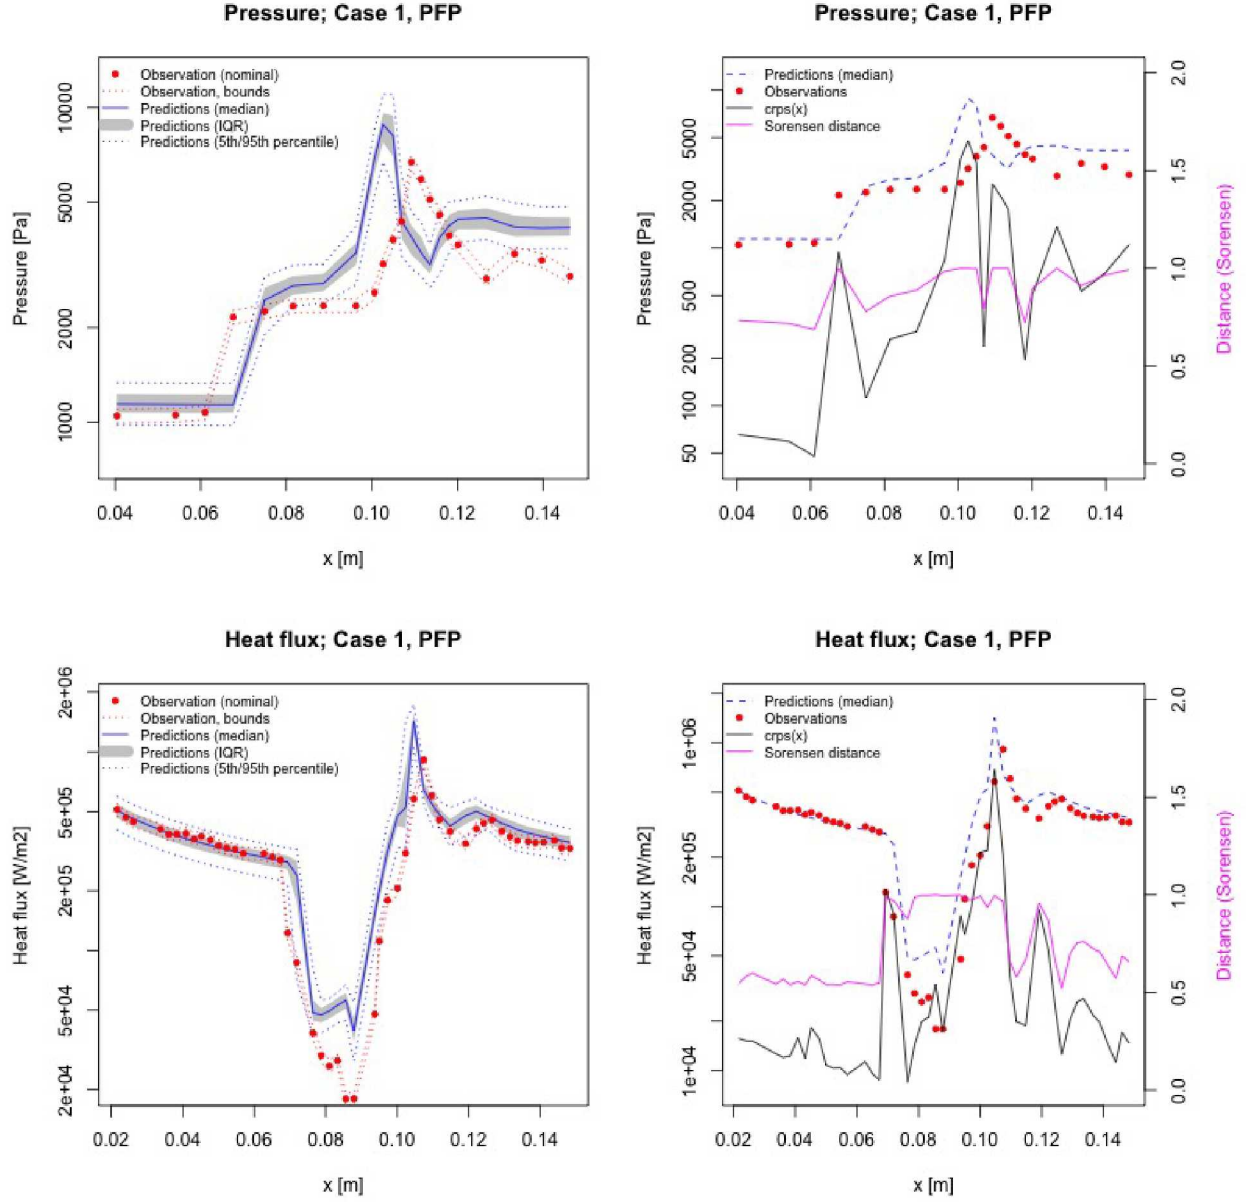 Pressure; Case 1, PFP
Observation (nominal)
Observation, bounds
Predictions (median)
Predictions (IQR)
Predictions (5th/95th percentile)
Pressure [Pa]
10000
5000
2000
1000
0.04 0.06 0.08 0.10 0.12 0.14
x [m]
Pressure; Case 1, PFP
Predictions (median)
Observations
crps(x)
Sorensen distance
Pressure [Pa]
5000
2000
500
200
100
50
2.0
1.5
1.0
0.5
0.0
Distance (Sorensen)
0.04 0.06 0.08 0.10 0.12 0.14
x [m]
Heat flux; Case 1, PFP
Observation (nominal)
Observation, bounds
Predictions (median)
Predictions (IQR)
Predictions (5th/95th percentile)
Heat flux [W/m2]
2e+06
5e+05
2e+05
5e+04
2e+04
0.02 0.04 0.06 0.08 0.10 0.12 0.14
x [m]
Heat flux; Case 1, PFP
Predictions (median)
Observations
crps(x)
Sorensen distance
Heat flux [W/m2]
1e+06
2e+05
5e+04
1e+04
2.0
1.5
1.0
0.5
0.0
Distance (Sorensen)
0.02 0.04 0.06 0.08 0.10 0.12 0.14
x [m]